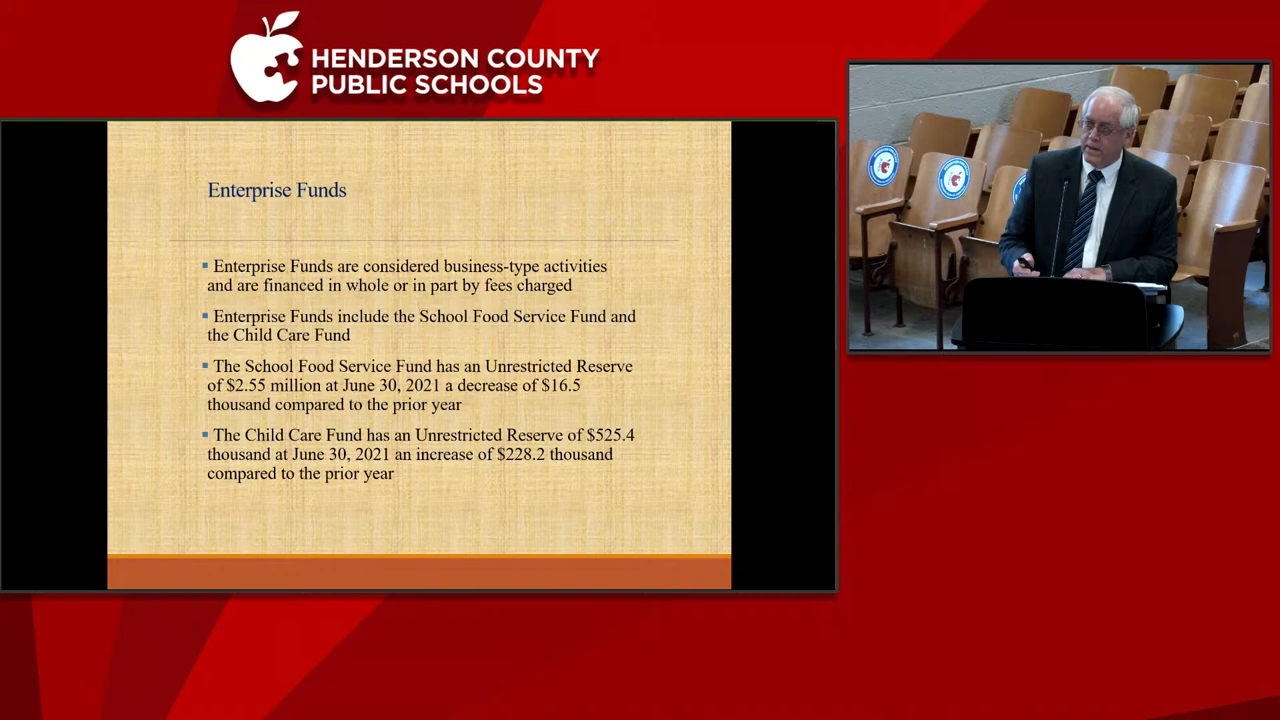 HENDERSON COUNTY
PUBLIC SCHOOLS
Enterprise Funds
Enterprise Funds are considered business-type activities
and are financed in whole or in part by fees charged
Enterprise Funds include the School Food Service Fund and
the Child Care Fund
The School Food Service Fund has an Unrestricted Reserve
of $2.55 million at June 30, 2021 a decrease of $16.5
thousand compared to the prior year
The Child Care Fund has an Unrestricted Reserve of $525.4
thousand at June 30, 2021 an increase of $228.2 thousand
compared to the prior year